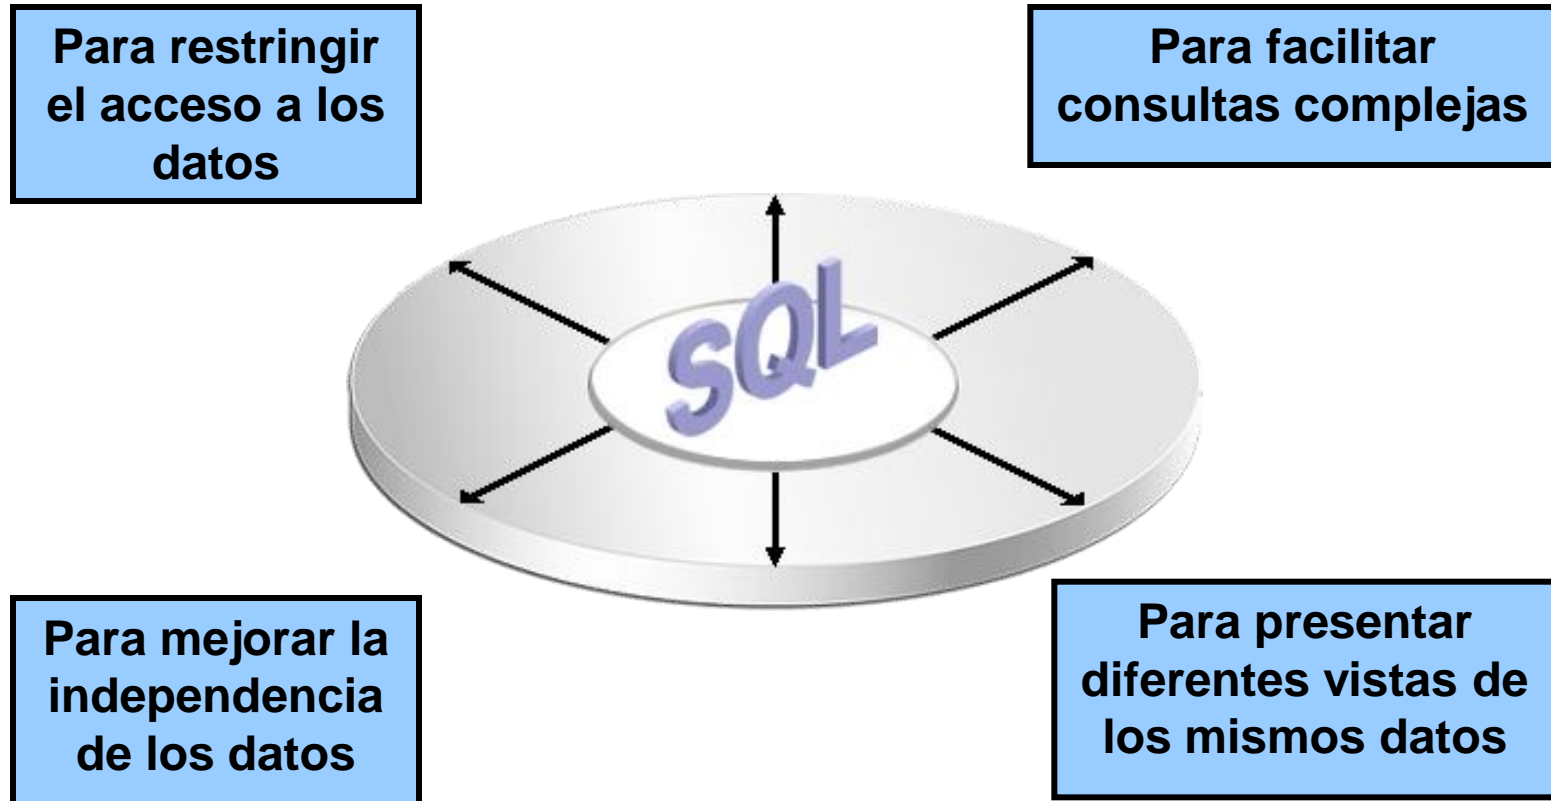 Para restringir
el acceso a los
datos
Para facilitar
consultas complejas
SQL
Para mejorar la
independencia
de los datos
Para presentar
diferentes vistas de
los mismos datos